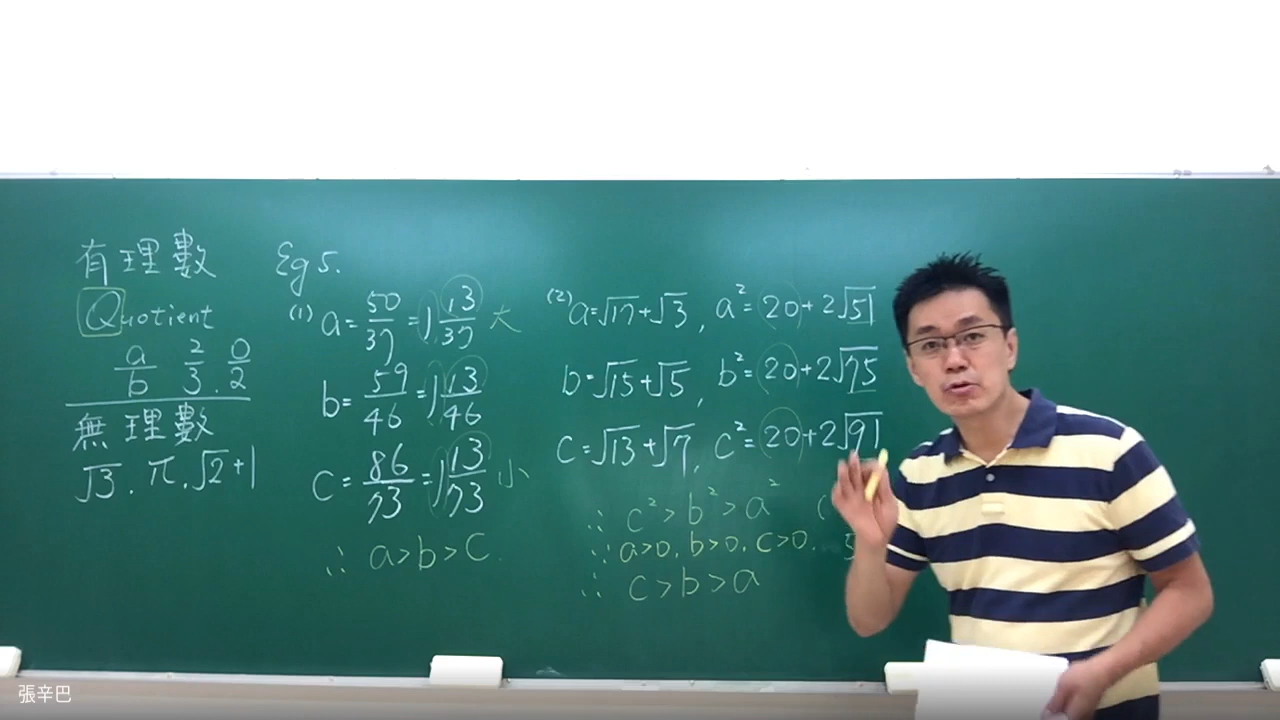 有理數
Quotient
a/b 2/3 . 0/2
無理數
√3 . π . √2+1
Eg 5.
(1) a = 50/37 = 1 13/37 大
b = 59/46 = 1 13/46
c = 86/73 = 1 13/73 小
∴ a > b > c
(2) a = √17 + √3 , a² = 20 + 2√51
b = √15 + √5 , b² = 20 + 2√75
c = √13 + √7 , c² = 20 + 2√91
∴ c² > b² > a²
∵ a>0 . b>0 . c>0 .
∴ c > b > a
張辛巴